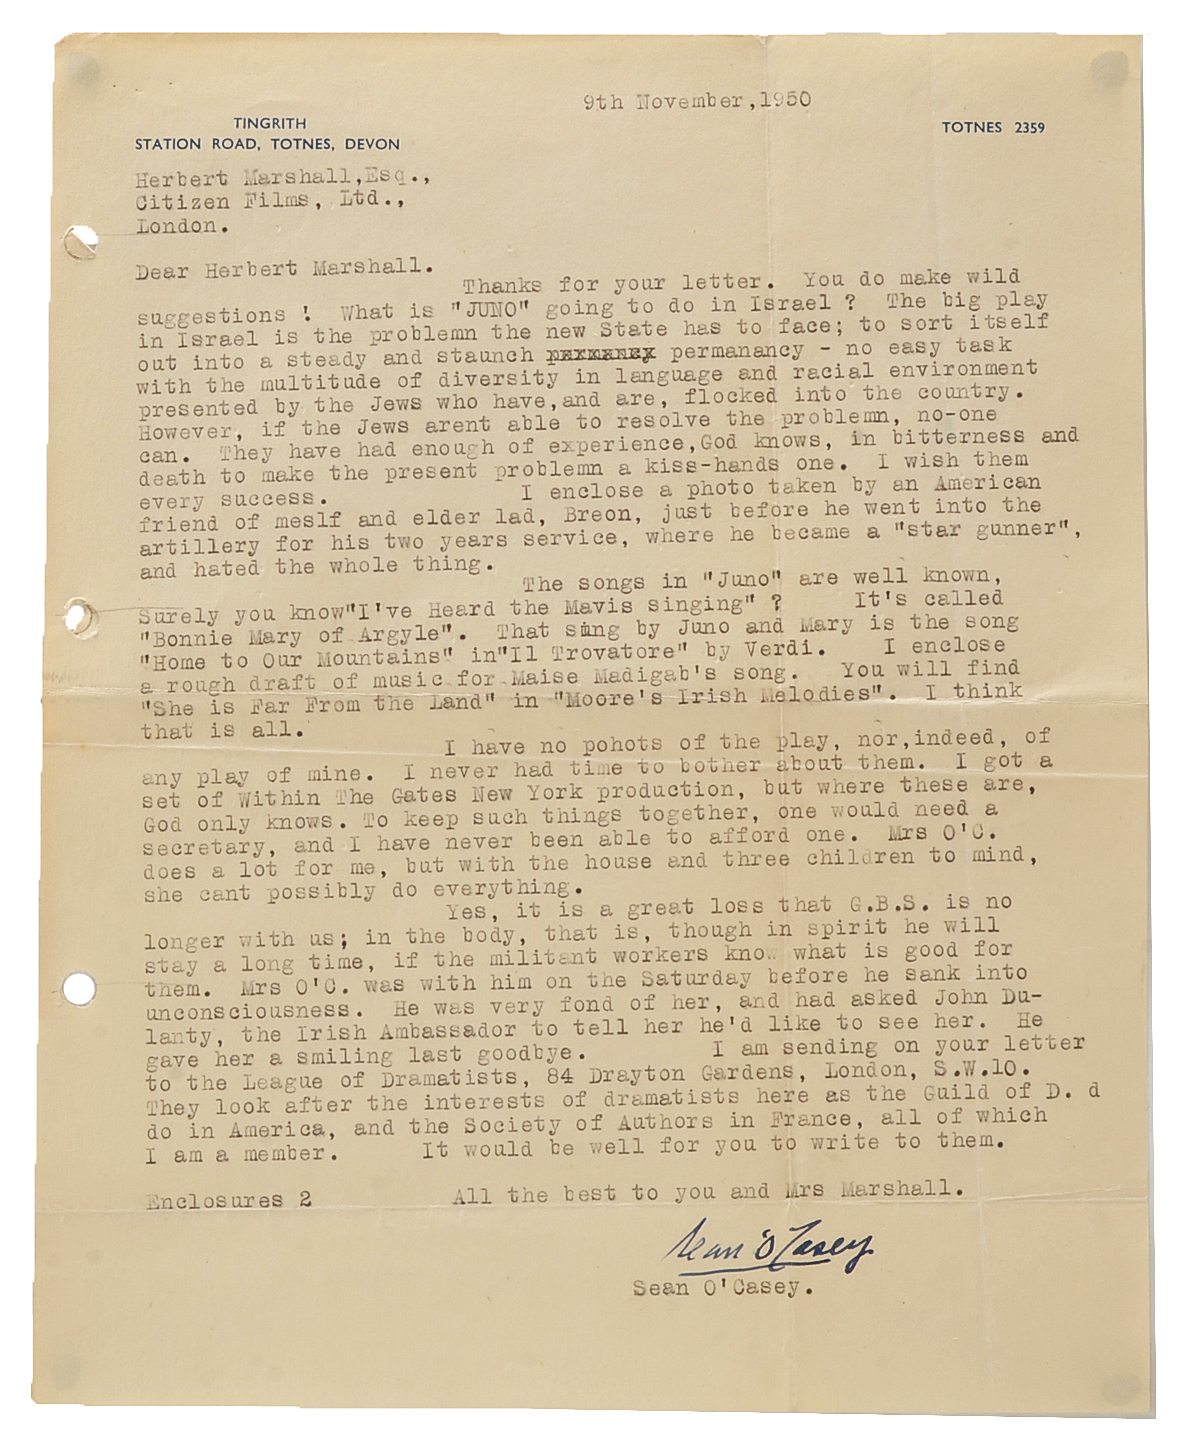 9th November,1950
TINGRITH
STATION ROAD, TOTNES, DEVON
TOTNES 2359
Herbert Marshall,Esq.,
Citizen Films, Ltd.,
London.
Dear Herbert Marshall.
Thanks for your letter. You do make wild
suggestions ! What is "JUNO" going to do in Israel ? The big play
in Israel is the problemn the new State has to face; to sort itself
out into a steady and staunch permanancy - no easy task
with the multitude of diversity in language and racial environment
presented by the Jews who have,and are, flocked into the country.
However, if the Jews arent able to resolve the problemn, no-one
can. They have had enough of experience,God knows, in bitterness and
death to make the present problemn a kiss-hands one. I wish them
every success. I enclose a photo taken by an American
friend of meslf and elder lad, Breon, just before he went into the
artillery for his two years service, where he became a "star gunner",
and hated the whole thing.
The songs in "Juno" are well known,
Surely you know"I've Heard the Mavis singing" ? It's called
"Bonnie Mary of Argyle". That sing by Juno and Mary is the song
"Home to Our Mountains" in"Il Trovatore" by Verdi. I enclose
a rough draft of music for Maise Madigab's song. You will find
"She is Far From the Land" in "Moore's Irish Melodies". I think
that is all.
I have no pohots of the play, nor,indeed, of
any play of mine. I never had time to bother about them. I got a
set of Within The Gates New York production, but where these are,
God only knows. To keep such things together, one would need a
secretary, and I have never been able to afford one. Mrs O'C.
does a lot for me, but with the house and three children to mind,
she cant possibly do everything.
Yes, it is a great loss that G.B.S. is no
longer with us; in the body, that is, though in spirit he will
stay a long time, if the militant workers know what is good for
them. Mrs O'C. was with him on the Saturday before he sank into
unconsciousness. He was very fond of her, and had asked John Du-
lanty, the Irish Ambassador to tell her he'd like to see her. He
gave her a smiling last goodbye. I am sending on your letter
to the League of Dramatists, 84 Drayton Gardens, London, S.W.10.
They look after the interests of dramatists here as the Guild of D. d
do in America, and the Society of Authors in France, all of which
I am a member. It would be well for you to write to them.
Enclosures 2 All the best to you and Mrs Marshall.
Sean O'Casey
Sean O'Casey.